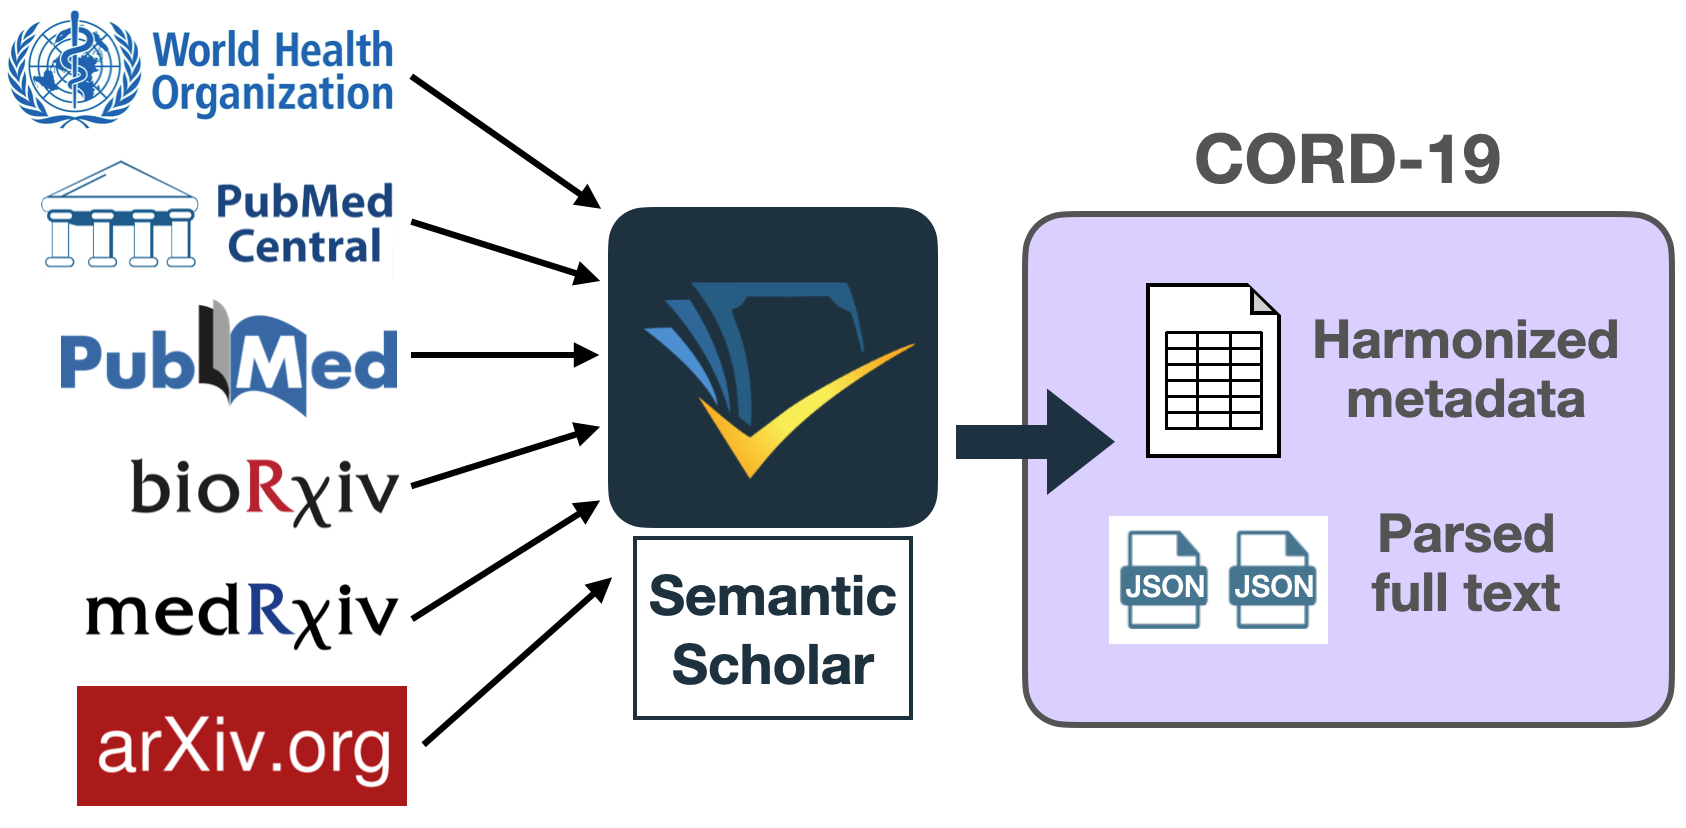 World Health
Organization
PubMed
Central
PubMed
bioRχiv
medRχiv
arXiv.org
Semantic
Scholar
CORD-19
Harmonized
metadata
JSON JSON
Parsed
full text